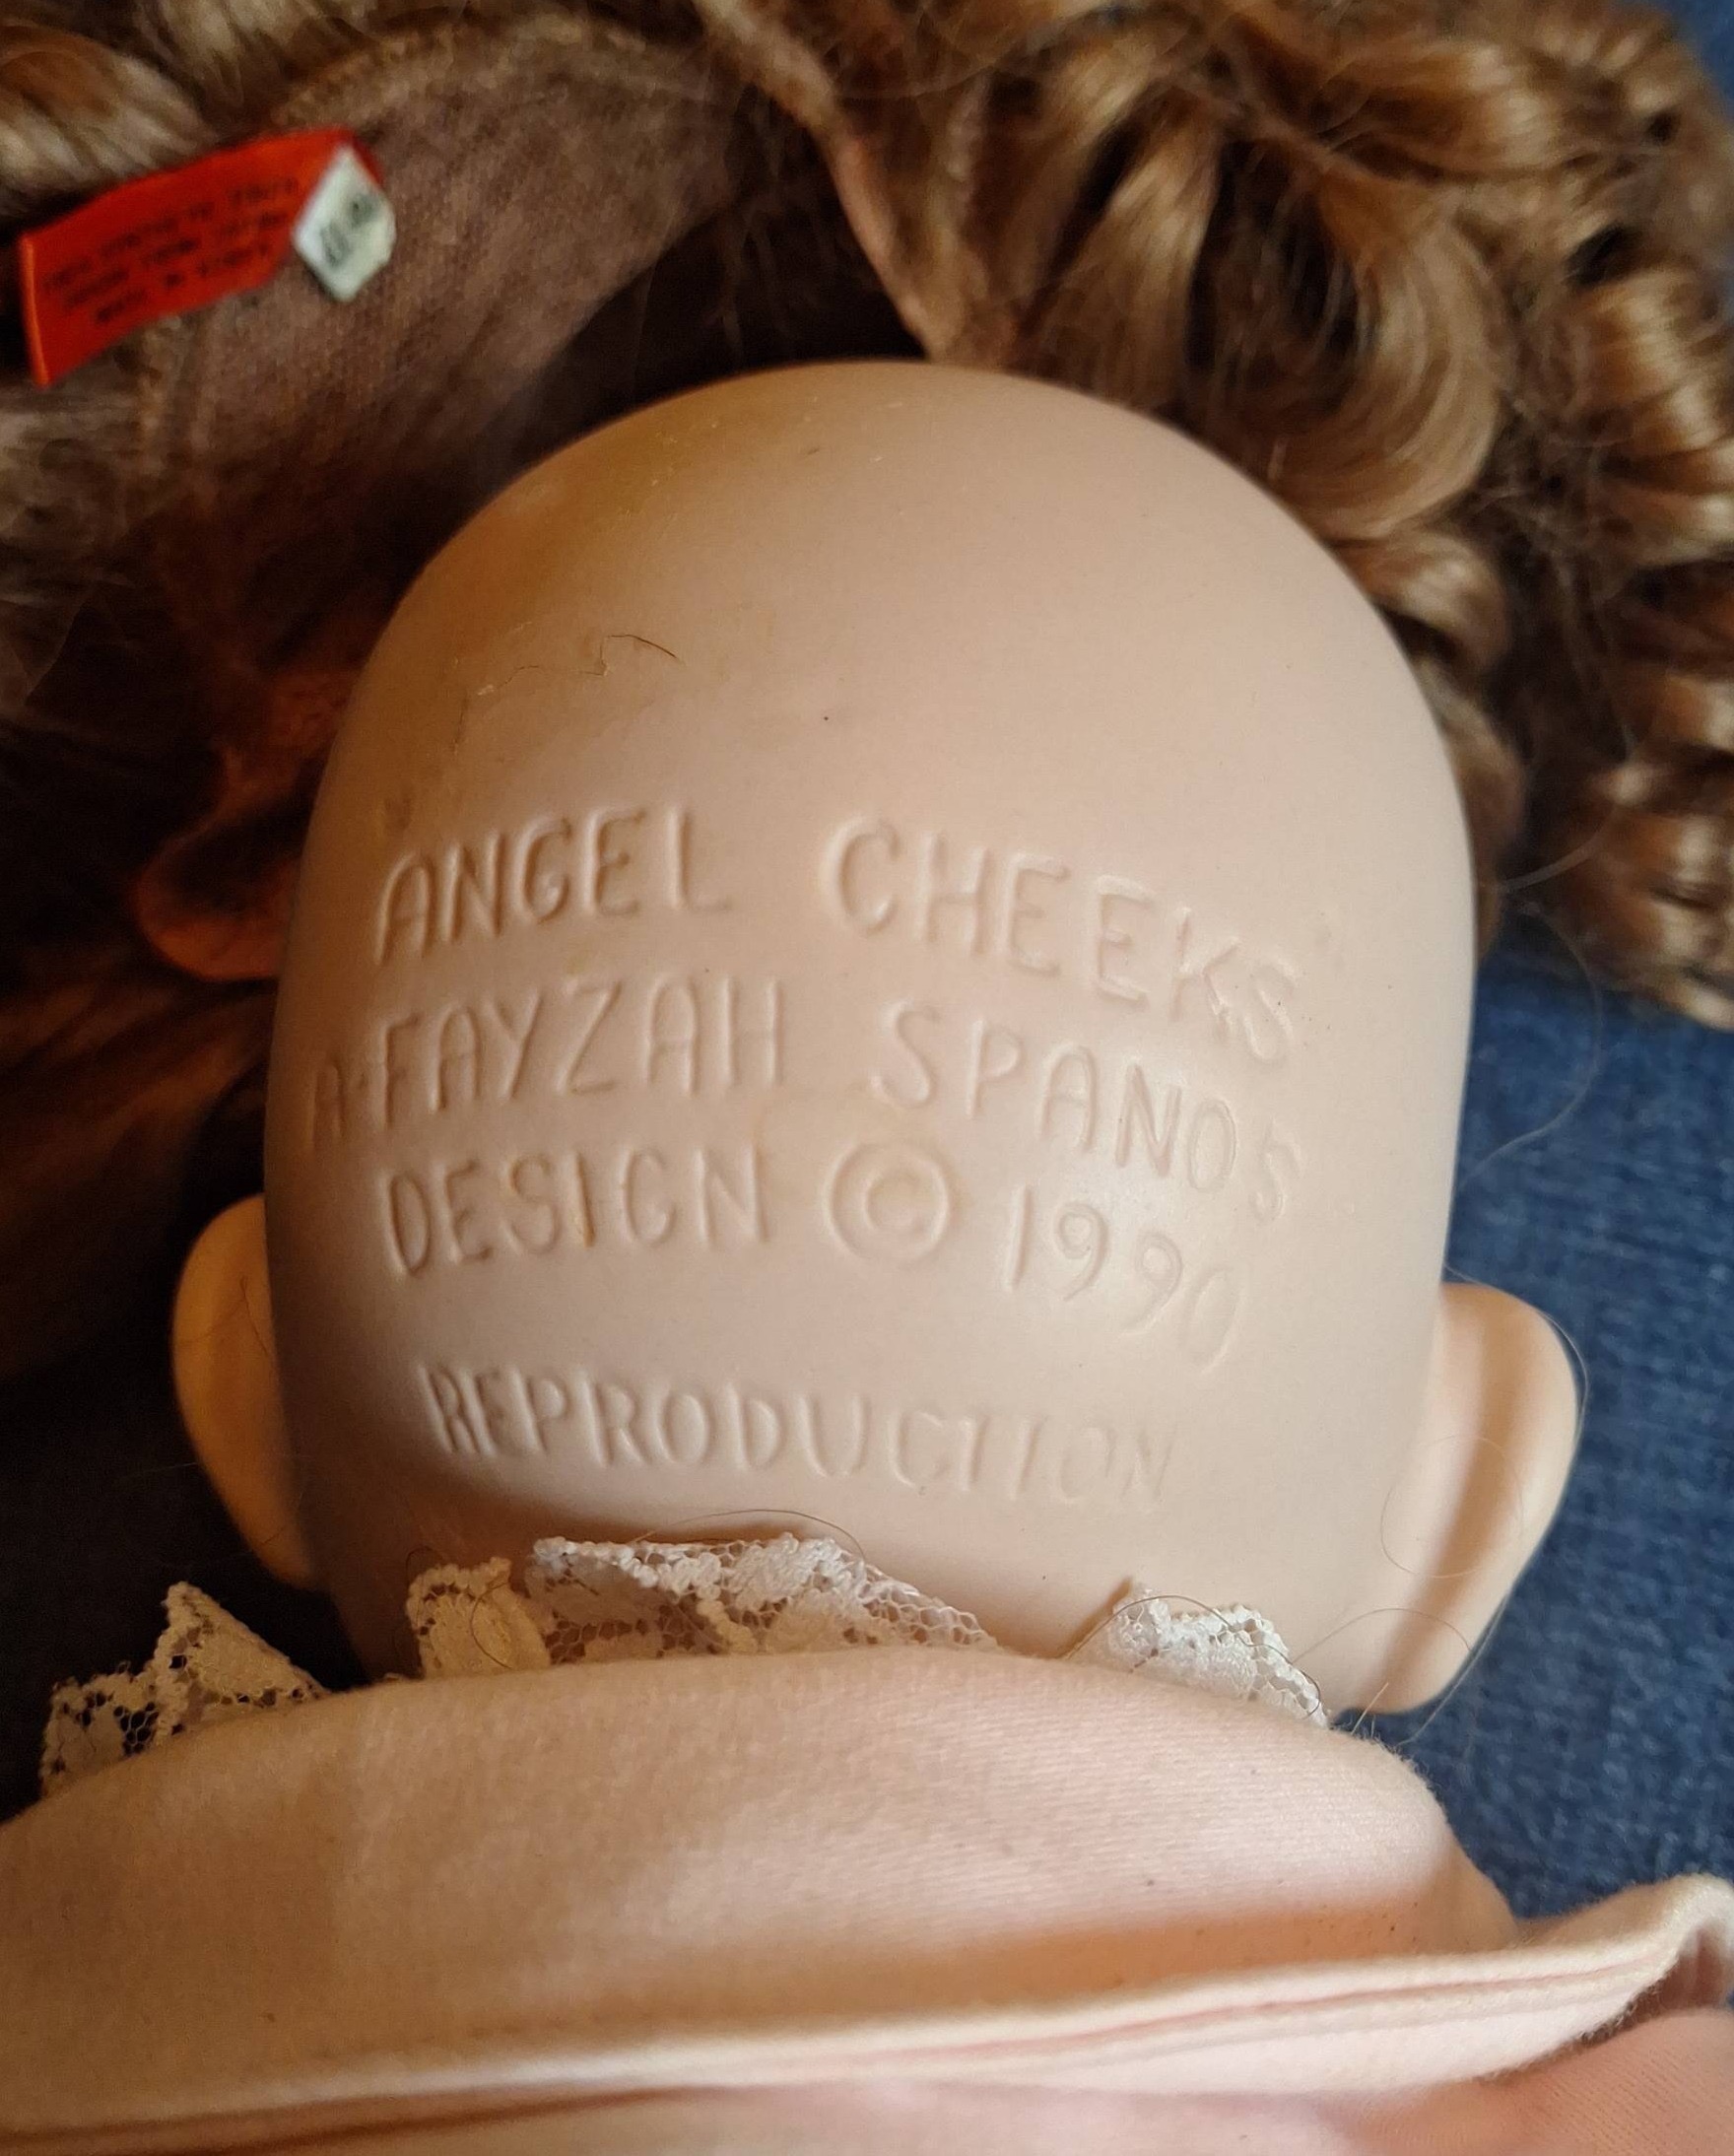 ANGEL CHEEKS
A·FAYZAH SPANOS
DESIGN © 1990
REPRODUCTION